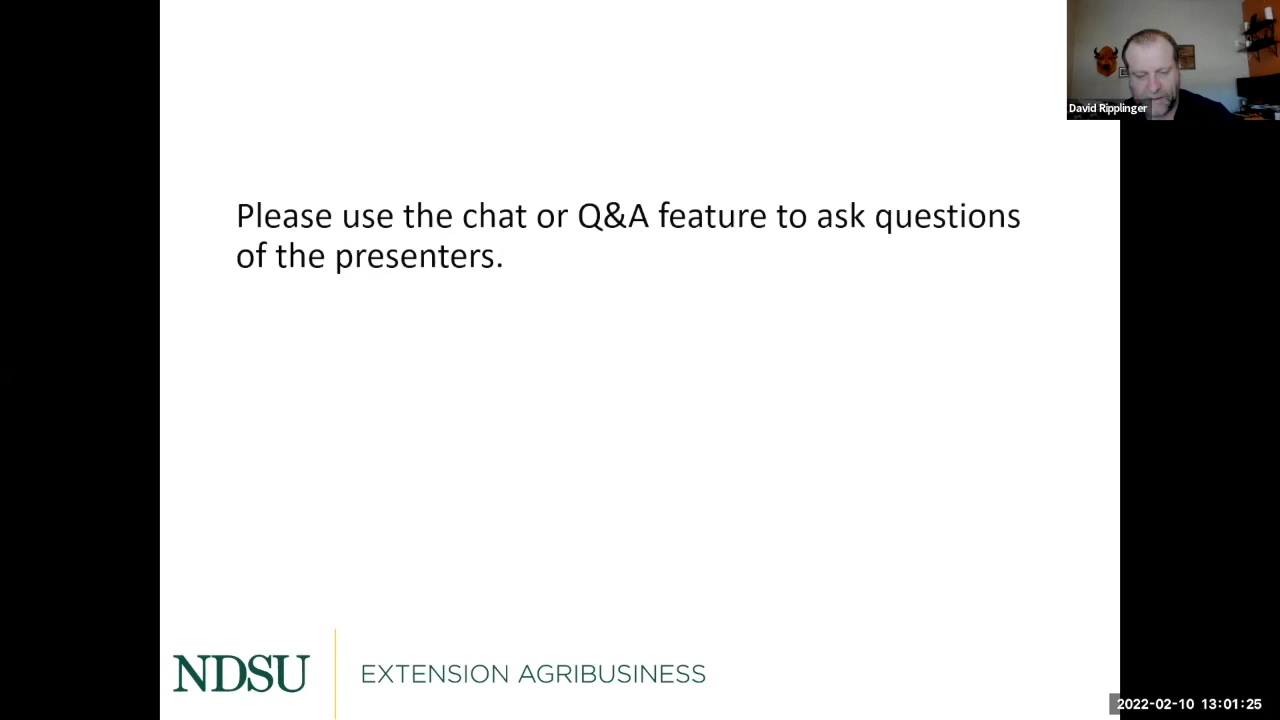 David Ripplinger
Please use the chat or Q&A feature to ask questions
of the presenters.
NDSU
EXTENSION AGRIBUSINESS
2022-02-10 13:01:25